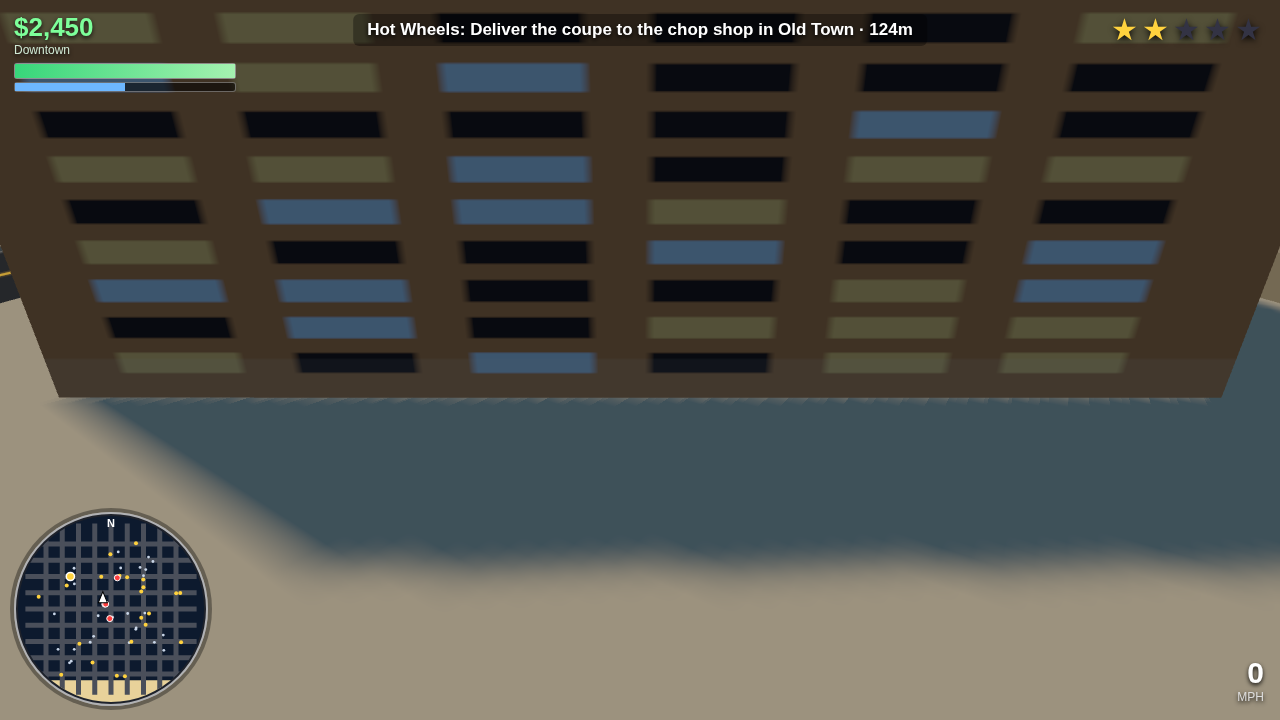 $2,450
Hot Wheels: Deliver the coupe to the chop shop in Old Town · 124m
Downtown
N
0
MPH